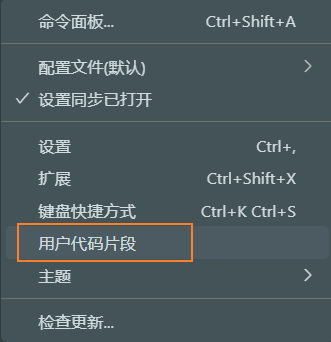 命令面板... Ctrl+Shift+A
配置文件(默认)
设置同步已打开
设置 Ctrl+,
扩展 Ctrl+Shift+X
键盘快捷方式 Ctrl+K Ctrl+S
用户代码片段
主题
检查更新...